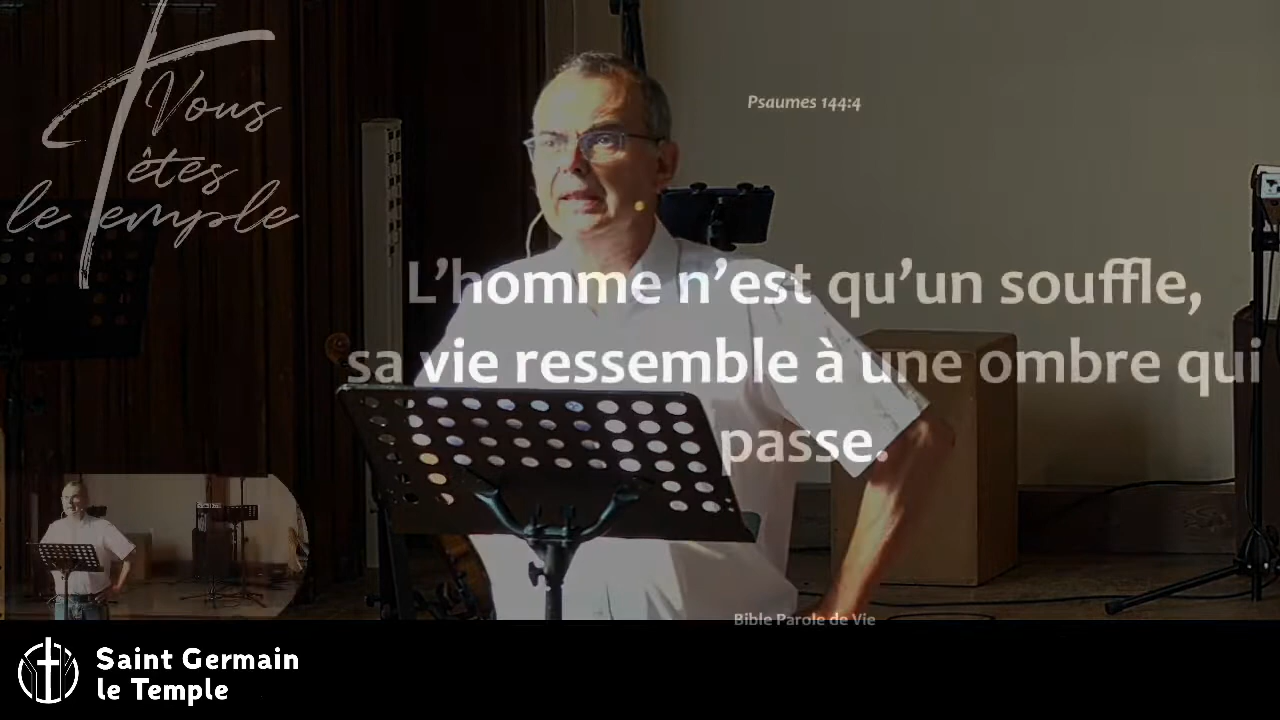 Vous
êtes
le Temple
Psaumes 144:4
L’homme n’est qu’un souffle,
sa vie ressemble à une ombre qui
passe.
Bible Parole de Vie
Saint Germain
le Temple